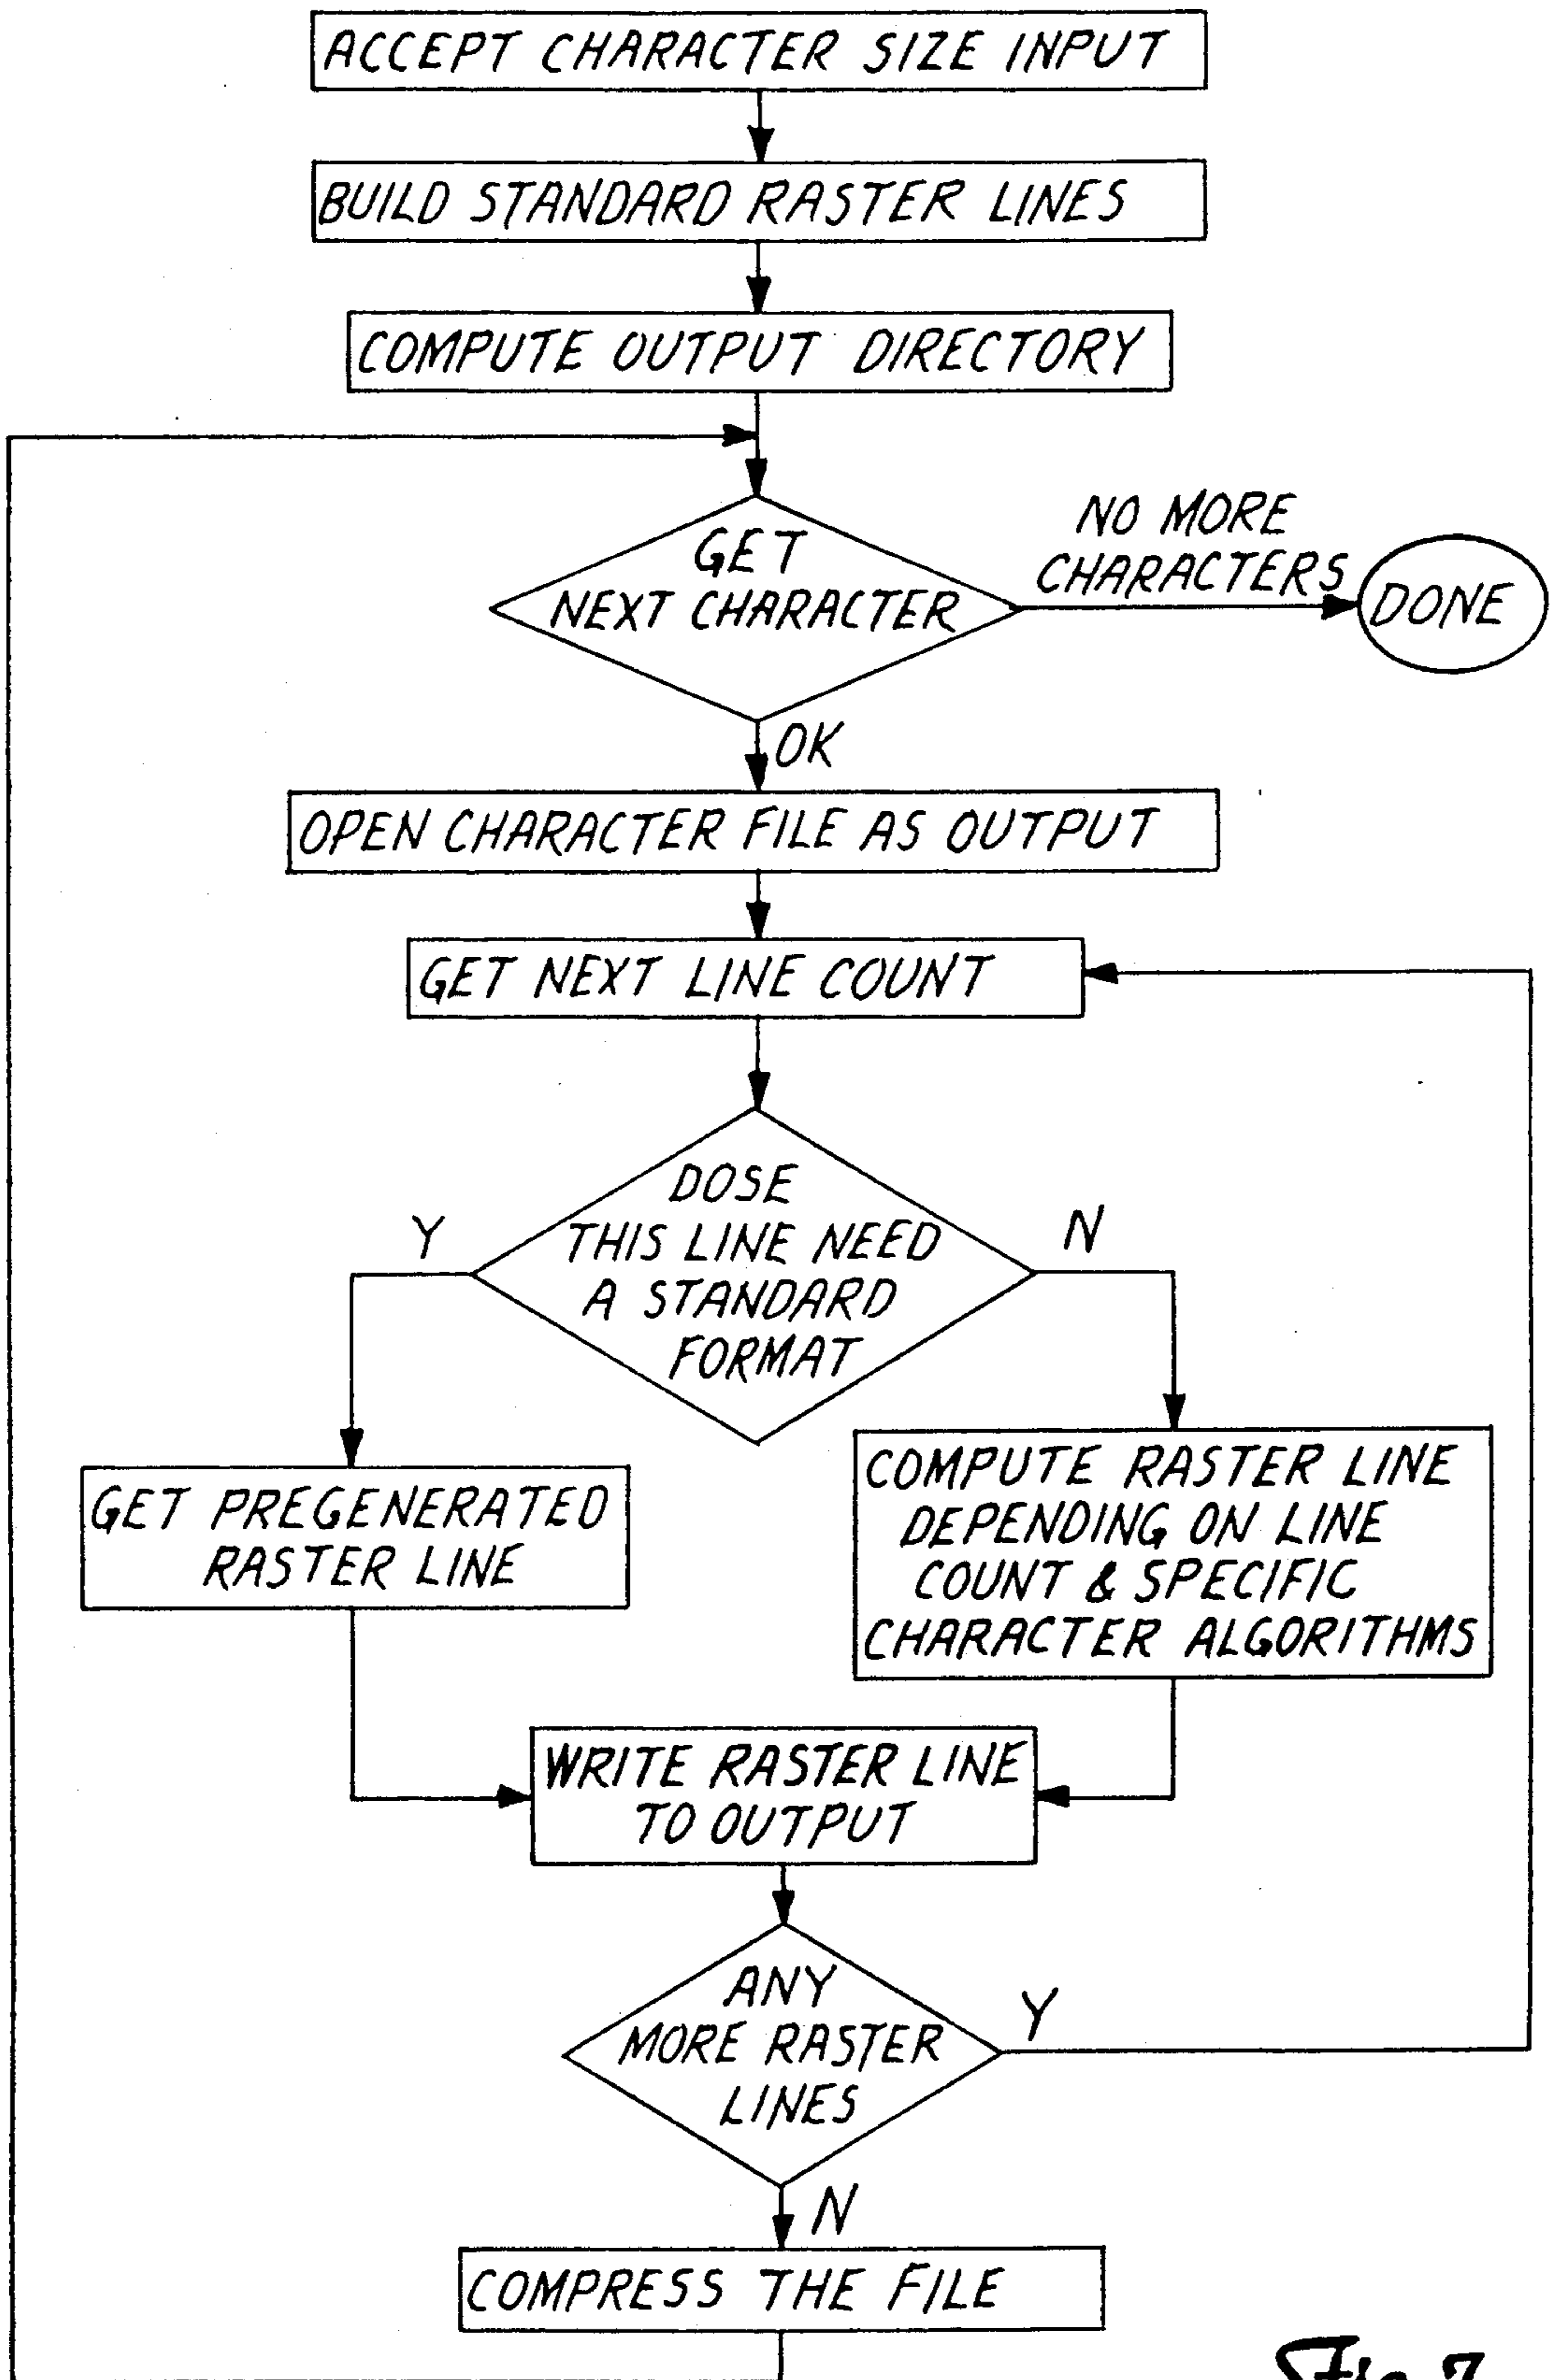 ACCEPT CHARACTER SIZE INPUT
BUILD STANDARD RASTER LINES
COMPUTE OUTPUT DIRECTORY
GET
NEXT CHARACTER
NO MORE
CHARACTERS
DONE
OK
OPEN CHARACTER FILE AS OUTPUT
GET NEXT LINE COUNT
DOSE
THIS LINE NEED
A STANDARD
FORMAT
Y
N
GET PREGENERATED
RASTER LINE
COMPUTE RASTER LINE
DEPENDING ON LINE
COUNT & SPECIFIC
CHARACTER ALGORITHMS
WRITE RASTER LINE
TO OUTPUT
ANY
MORE RASTER
LINES
Y
N
COMPRESS THE FILE